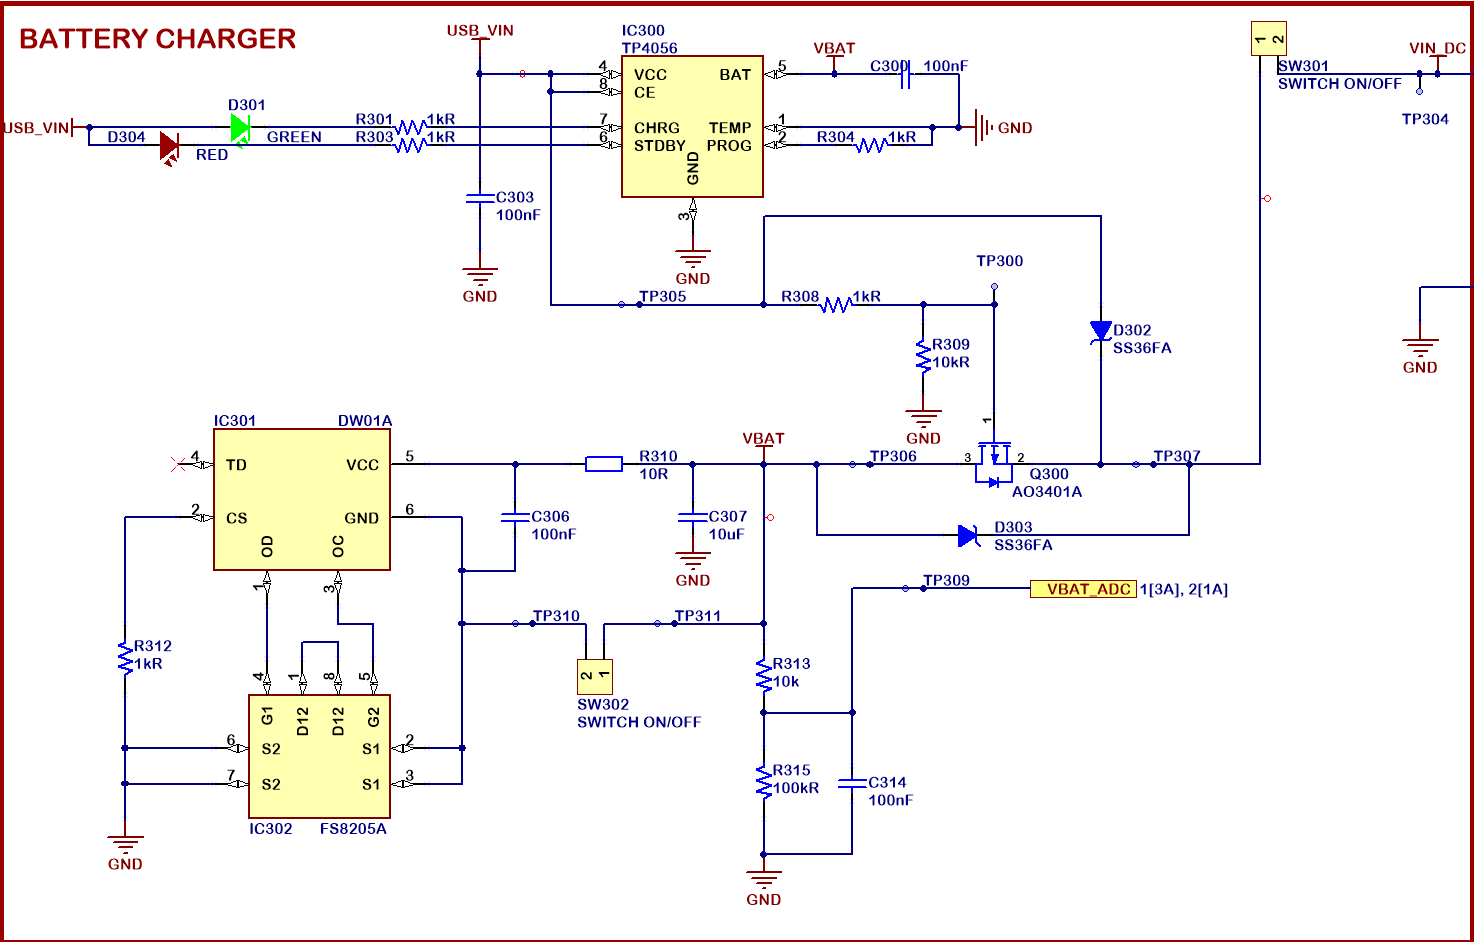 BATTERY CHARGER
USB_VIN
IC300
TP4056
VBAT
C300 100nF
1 2
SW301
SWITCH ON/OFF
VIN_DC
TP304
4 VCC BAT 5
8 CE
USB_VIN
D301
GREEN
D304
RED
R301 1kR
R303 1kR
7 CHRG TEMP 1
6 STDBY PROG 2
GND
3
R304 1kR
GND
C303
100nF
GND
GND
TP300
TP305
R308 1kR
R309
10kR
GND
D302
SS36FA
GND
IC301 DW01A
4 TD VCC 5
2 CS GND 6
OD OC
1 3
R310
10R
VBAT
TP306
3 1 2
Q300
AO3401A
TP307
C306
100nF
C307
10uF
GND
D303
SS36FA
TP309
VBAT_ADC 1[3A], 2[1A]
TP310
TP311
2 1
SW302
SWITCH ON/OFF
R312
1kR
4 1 8 5
G1 D12 D12 G2
6 S2 S1 2
7 S2 S1 3
IC302 FS8205A
GND
R313
10k
R315
100kR
C314
100nF
GND